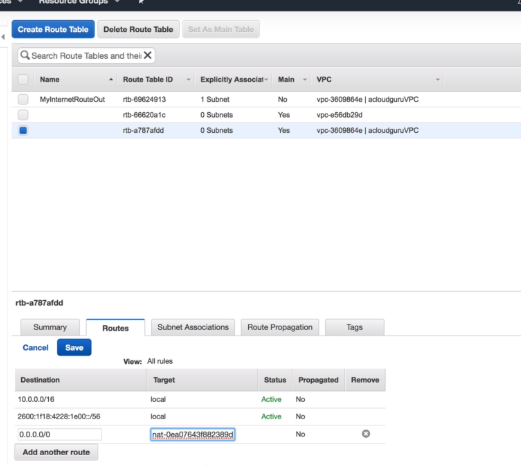 Resource Groups
Create Route Table Delete Route Table Set As Main Table
Search Route Tables and thei X
Name Route Table ID Explicitly Associat Main VPC
MyInternetRouteOut rtb-69624913 1 Subnet No vpc-3609864e | acloudguruVPC
rtb-66620a1c 0 Subnets Yes vpc-e56db29d
rtb-a787afdd 0 Subnets Yes vpc-3609864e | acloudguruVPC
rtb-a787afdd
Summary Routes Subnet Associations Route Propagation Tags
Cancel Save
View: All rules
Destination Target Status Propagated Remove
10.0.0.0/16 local Active No
2600:1f18:4228:1e00::/56 local Active No
0.0.0.0/0 nat-0ea07643f882389d No
Add another route